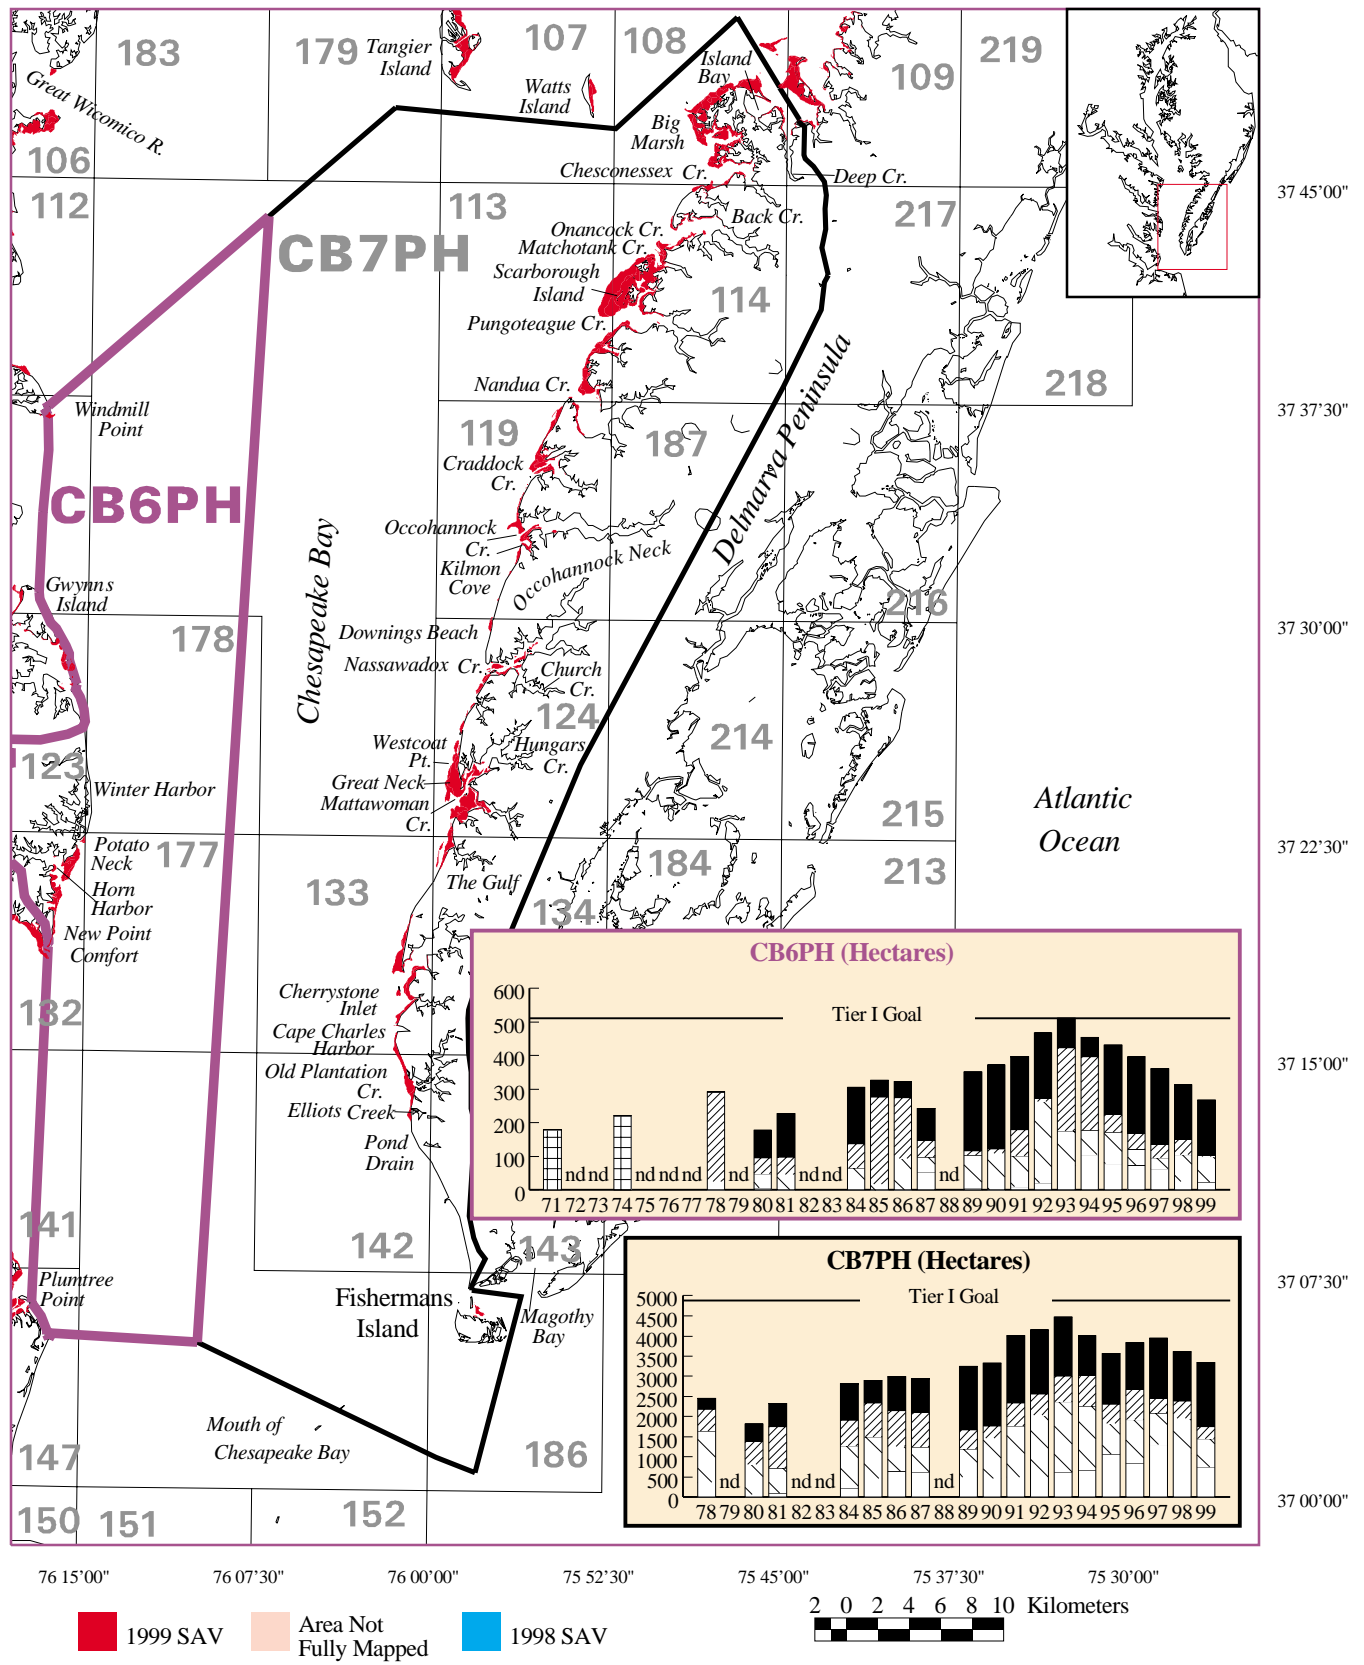 183
179
Tangier
Island
107
108
Island
Bay
219
109
Great Wicomico R.
Watts
Island
Big
Marsh
106
Chesconessex Cr.
Deep Cr.
37 45'00"
112
113
Back Cr.
217
CB7PH
Onancock Cr.
Matchotank Cr.
Scarborough
Island
114
Pungoteague Cr.
Delmarva Peninsula
Nandua Cr.
218
Windmill
Point
37 37'30"
119
187
Craddock
Cr.
CB6PH
Occohannock
Cr.
Kilmon
Cove
Occohannock Neck
Chesapeake Bay
Gwynns
Island
216
178
Downings Beach
37 30'00"
Nassawadox Cr.
Church
Cr.
124
214
Westcoat
Pt.
Hungars
Cr.
123
Great Neck
Winter Harbor
Mattawoman
Cr.
215
Atlantic
Ocean
Potato
Neck
177
37 22'30"
184
213
133
The Gulf
Horn
Harbor
134
New Point
Comfort
CB6PH (Hectares)
Cherrystone
Inlet
132
Cape Charles
Harbor
Old Plantation
Cr.
Elliots Creek
Pond
Drain
600
500
400
300
200
100
0
Tier I Goal
37 15'00"
nd nd nd nd nd nd nd nd nd
71 72 73 74 75 76 77 78 79 80 81 82 83 84 85 86 87 88 89 90 91 92 93 94 95 96 97 98 99
141
142
143
Plumtree
Point
Fishermans
Island
Magothy
Bay
37 07'30"
CB7PH (Hectares)
5000
4500
4000
3500
3000
2500
2000
1500
1000
500
0
Tier I Goal
nd nd nd nd
78 79 80 81 82 83 84 85 86 87 88 89 90 91 92 93 94 95 96 97 98 99
Mouth of
Chesapeake Bay
147
186
150
151
152
37 00'00"
76 15'00" 76 07'30" 76 00'00" 75 52'30" 75 45'00" 75 37'30" 75 30'00"
2 0 2 4 6 8 10 Kilometers
1999 SAV
Area Not
Fully Mapped
1998 SAV